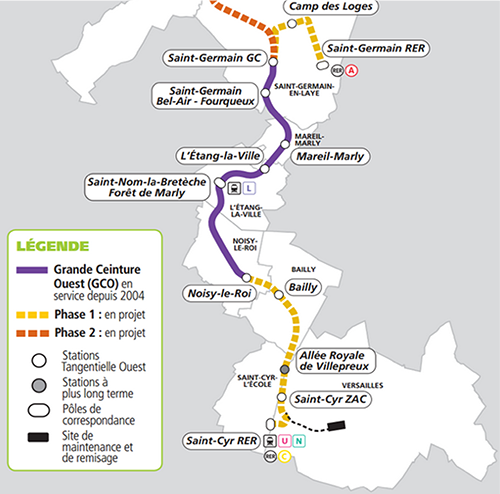 Camp des Loges
Saint-Germain RER
RER A
Saint-Germain GC
SAINT-GERMAIN-
EN-LAYE
Saint-Germain
Bel-Air - Fourqueux
MAREIL-
MARLY
L'Étang-la-Ville
Mareil-Marly
Saint-Nom-la-Bretèche
Forêt de Marly
L
L'ÉTANG-
LA-VILLE
NOISY-
LE-ROI
BAILLY
Noisy-le-Roi
Bailly
Allée Royale
de Villepreux
SAINT-CYR-
L'ÉCOLE
VERSAILLES
Saint-Cyr ZAC
Saint-Cyr RER
U N
RER C
LÉGENDE
Grande Ceinture
Ouest (GCO) en
service depuis 2004
Phase 1 : en projet
Phase 2 : en projet
Stations
Tangentielle Ouest
Stations à
plus long terme
Pôles de
correspondance
Site de
maintenance et
de remisage